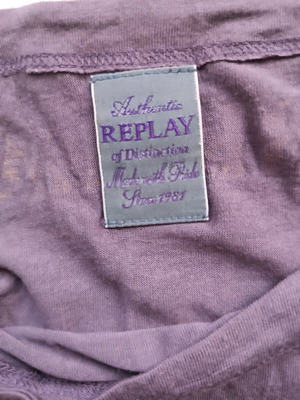 Authentic
REPLAY
of Distinction
Made with Pride
Since 1981